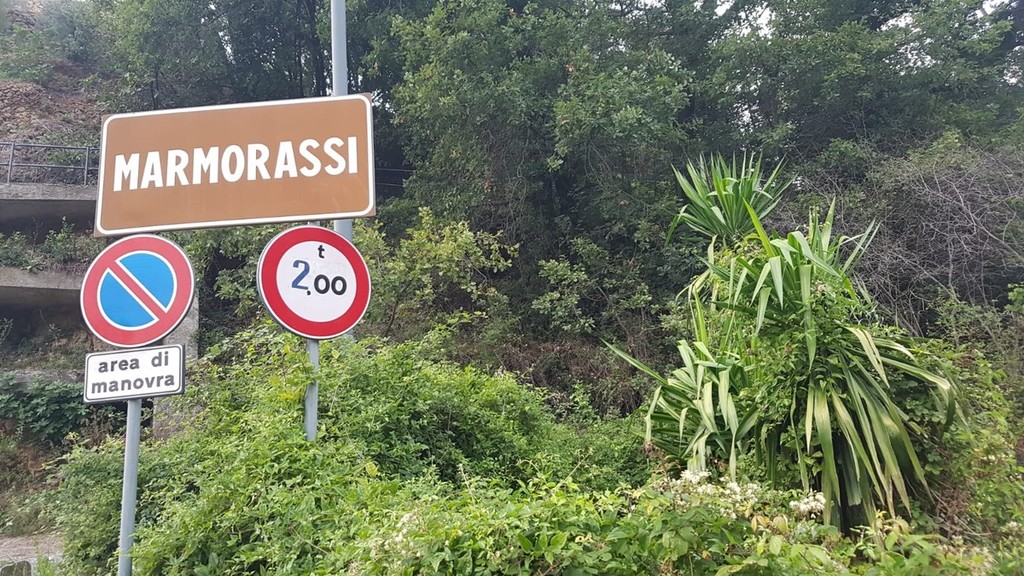 MARMORASSI
t
2,00
area di
manovra